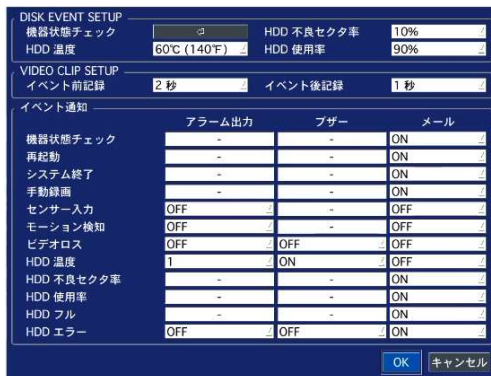 DISK EVENT SETUP
機器状態チェック HDD 不良セクタ率 10%
HDD 温度 60℃ (140℉) HDD 使用率 90%
VIDEO CLIP SETUP
イベント前記録 2 秒 イベント後記録 1 秒
イベント通知
アラーム出力 ブザー メール
機器状態チェック - - ON
再起動 - - ON
システム終了 - - ON
手動録画 - - ON
センサー入力 OFF - OFF
モーション検知 OFF - OFF
ビデオロス OFF OFF OFF
HDD 温度 1 ON OFF
HDD 不良セクタ率 - - ON
HDD 使用率 - - ON
HDD フル - - ON
HDD エラー OFF OFF ON
OK キャンセル